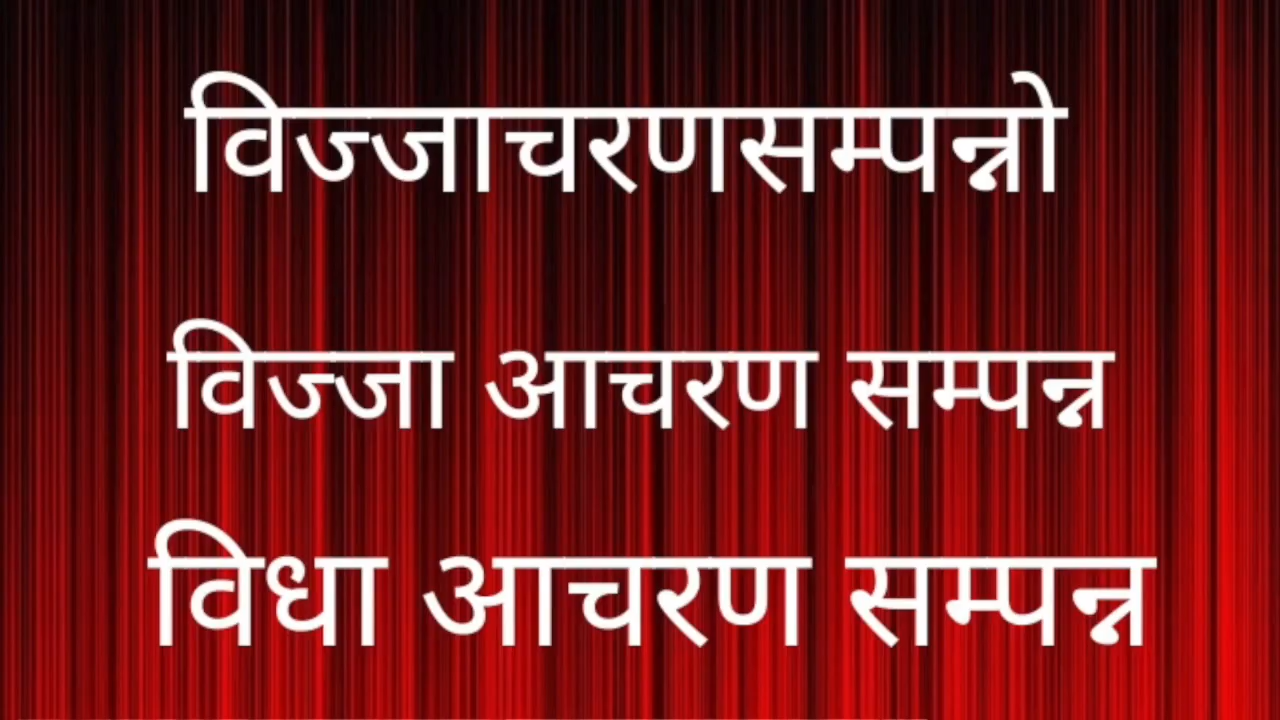 विज्जाचरणसम्पन्नो
विज्जा आचरण सम्पन्न
विधा आचरण सम्पन्न